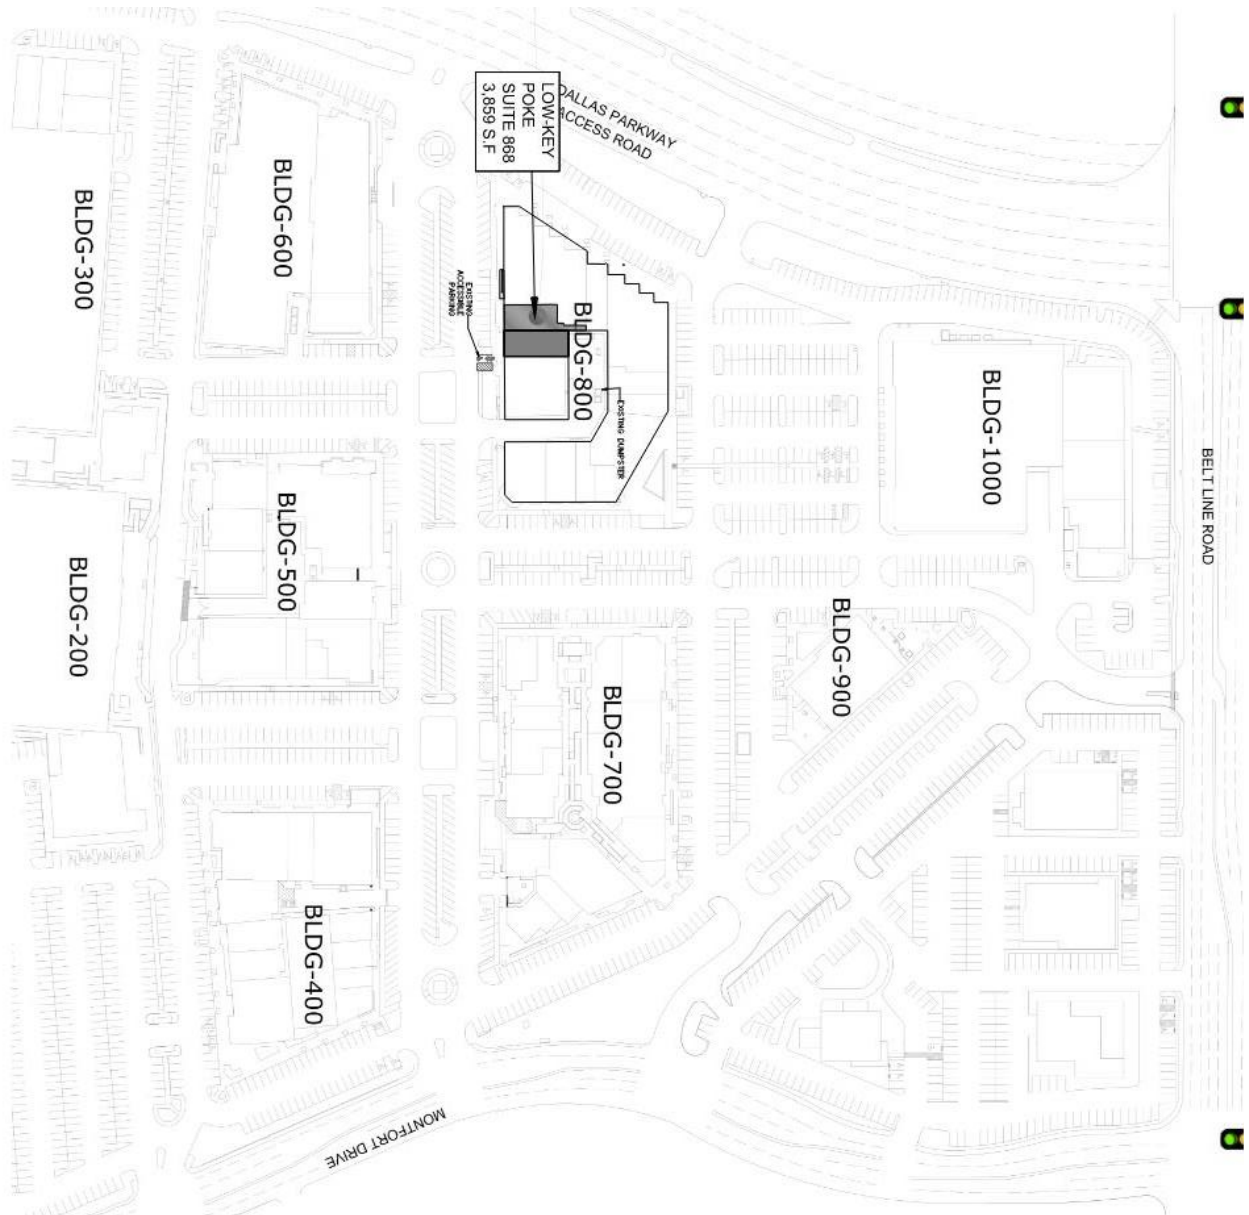 LOW-KEY
POKE
SUITE 868
3,859 S.F
DALLAS PARKWAY
ACCESS ROAD
BLDG-600
BLDG-300
EXISTING
ACCESSIBLE
PARKING
BLDG-800
EXISTING DUMPSTER
BLDG-1000
BELT LINE ROAD
BLDG-500
BLDG-200
BLDG-900
BLDG-700
BLDG-400
MONTFORT DRIVE